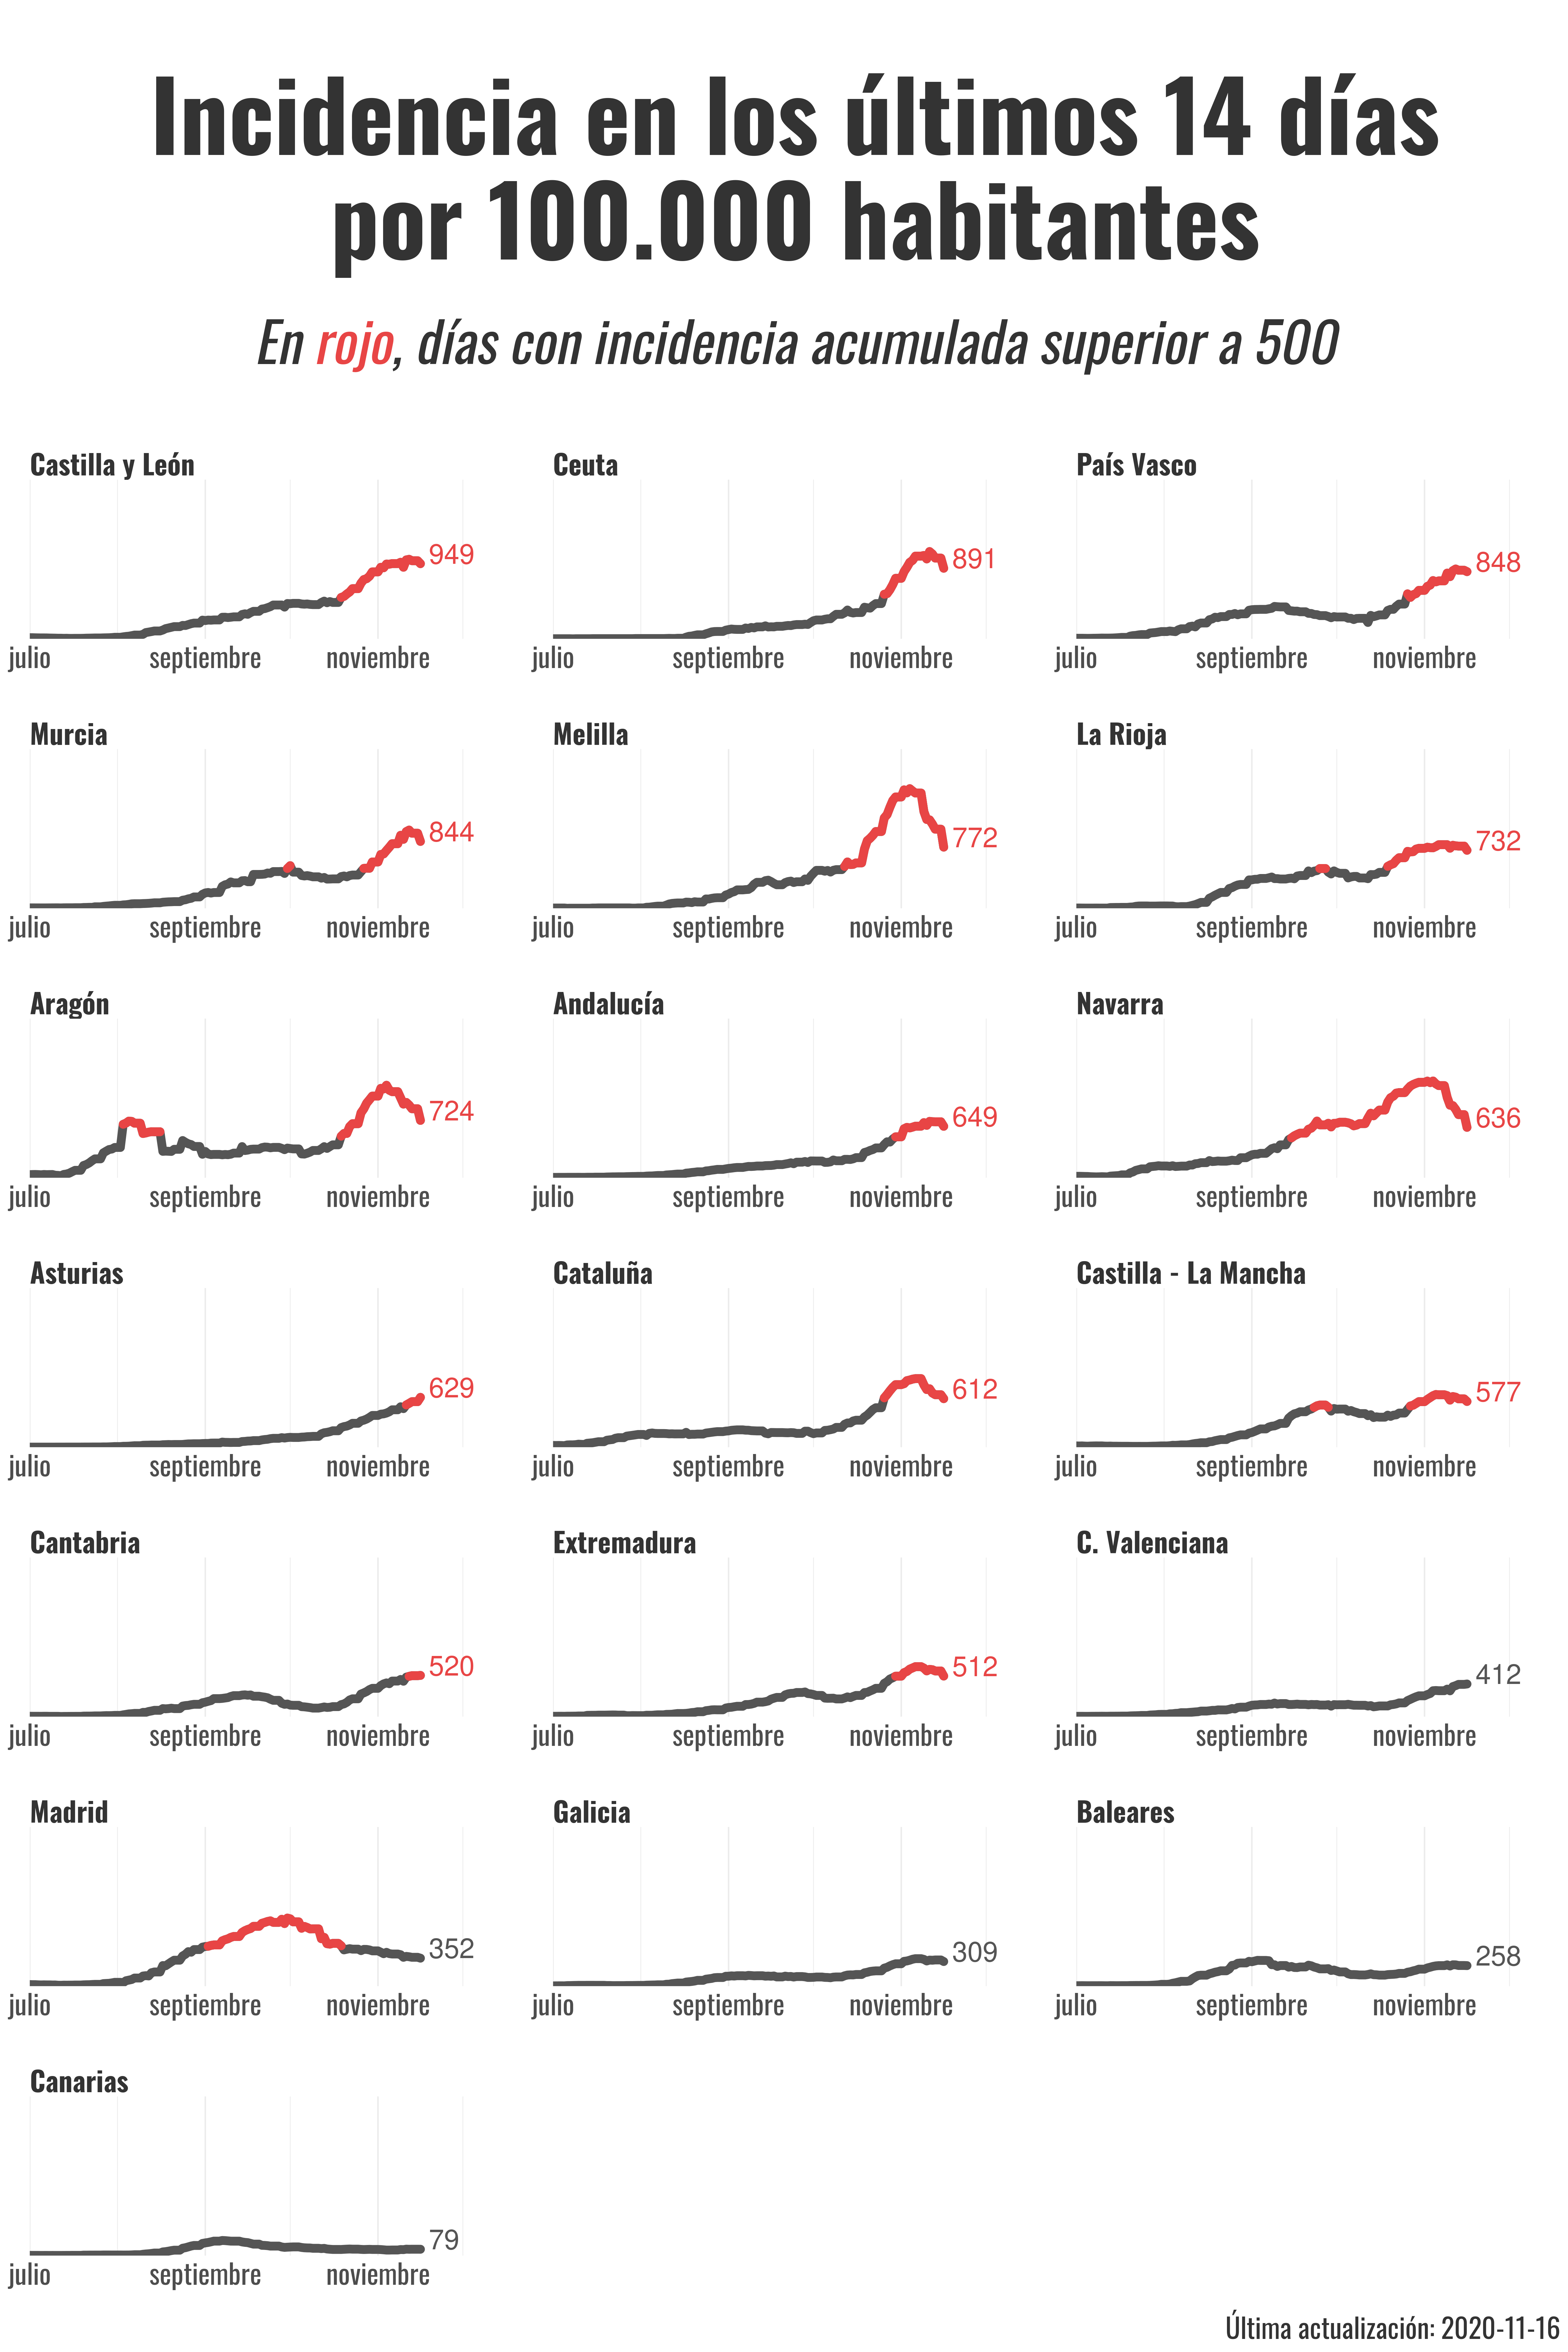 Incidencia en los últimos 14 días
por 100.000 habitantes
En rojo, días con incidencia acumulada superior a 500
Castilla y León
949
julio septiembre noviembre
Ceuta
891
julio septiembre noviembre
País Vasco
848
julio septiembre noviembre
Murcia
844
julio septiembre noviembre
Melilla
772
julio septiembre noviembre
La Rioja
732
julio septiembre noviembre
Aragón
724
julio septiembre noviembre
Andalucía
649
julio septiembre noviembre
Navarra
636
julio septiembre noviembre
Asturias
629
julio septiembre noviembre
Cataluña
612
julio septiembre noviembre
Castilla - La Mancha
577
julio septiembre noviembre
Cantabria
520
julio septiembre noviembre
Extremadura
512
julio septiembre noviembre
C. Valenciana
412
julio septiembre noviembre
Madrid
352
julio septiembre noviembre
Galicia
309
julio septiembre noviembre
Baleares
258
julio septiembre noviembre
Canarias
79
julio septiembre noviembre
Última actualización: 2020-11-16